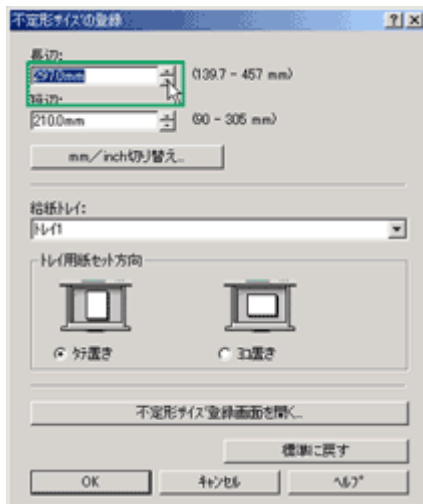 不定形サイズの登録
長辺:
297.0mm (139.7 - 457 mm)
短辺:
210.0mm (90 - 305 mm)
mm/inch切り替え...
給紙トレイ:
トレイ1
トレイ用紙セット方向
タテ置き ヨコ置き
不定形サイズ登録画面を開く...
標準に戻す
OK キャンセル ヘルプ